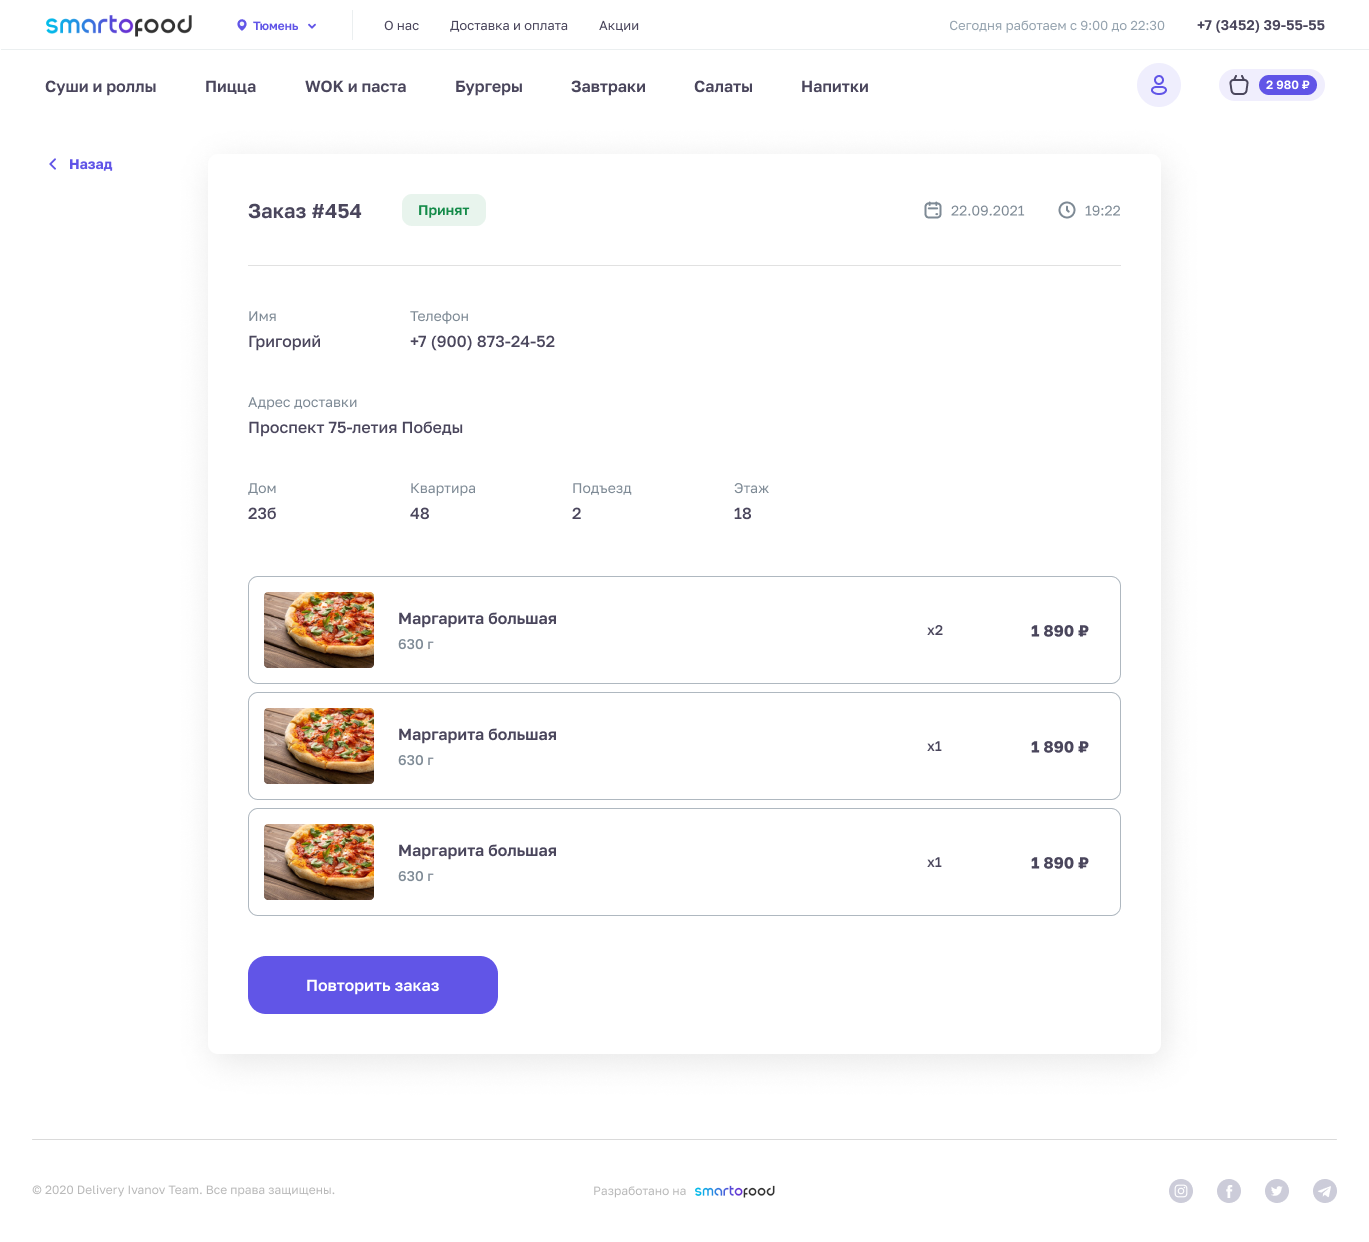 smartofood
Тюмень
О нас
Доставка и оплата
Акции
Сегодня работаем с 9:00 до 22:30
+7 (3452) 39-55-55
Суши и роллы
Пицца
WOK и паста
Бургеры
Завтраки
Салаты
Напитки
2 980 ₽
Назад
Заказ #454
Принят
22.09.2021
19:22
Имя
Григорий
Телефон
+7 (900) 873-24-52
Адрес доставки
Проспект 75-летия Победы
Дом
23б
Квартира
48
Подъезд
2
Этаж
18
Маргарита большая
630 г
x2
1 890 ₽
Маргарита большая
630 г
x1
1 890 ₽
Маргарита большая
630 г
x1
1 890 ₽
Повторить заказ
© 2020 Delivery Ivanov Team. Все права защищены.
Разработано на smartofood